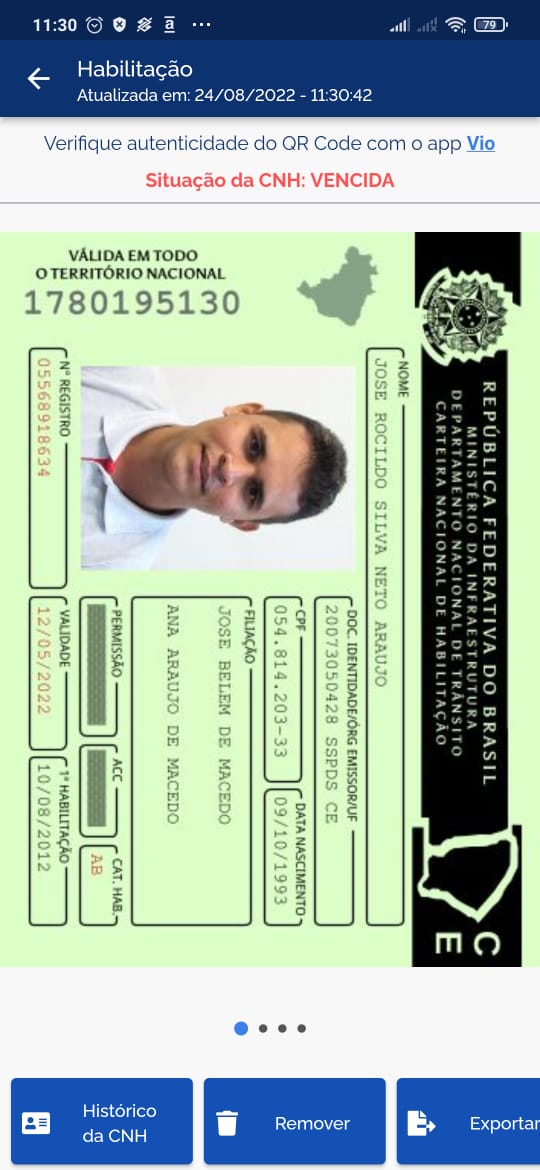 11:30
79
Habilitação
Atualizada em: 24/08/2022 - 11:30:42
Verifique autenticidade do QR Code com o app Vio
Situação da CNH: VENCIDA
VÁLIDA EM TODO
O TERRITÓRIO NACIONAL
1780195130
REPÚBLICA FEDERATIVA DO BRASIL
MINISTÉRIO DA INFRAESTRUTURA
DEPARTAMENTO NACIONAL DE TRÂNSITO
CARTEIRA NACIONAL DE HABILITAÇÃO
CE
NOME
JOSE ROCILDO SILVA NETO ARAUJO
DOC. IDENTIDADE/ÓRG EMISSOR/UF
20073050428 SSPDS CE
CPF
054.814.203-33
DATA NASCIMENTO
09/10/1993
FILIAÇÃO
JOSE BELEM DE MACEDO
ANA ARAUJO DE MACEDO
PERMISSÃO
ACC
CAT. HAB.
AB
Nº REGISTRO
05568918634
VALIDADE
12/05/2022
1ª HABILITAÇÃO
10/08/2012
Histórico
da CNH
Remover
Exportar